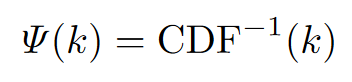 Ψ(k) = CDF⁻¹(k)